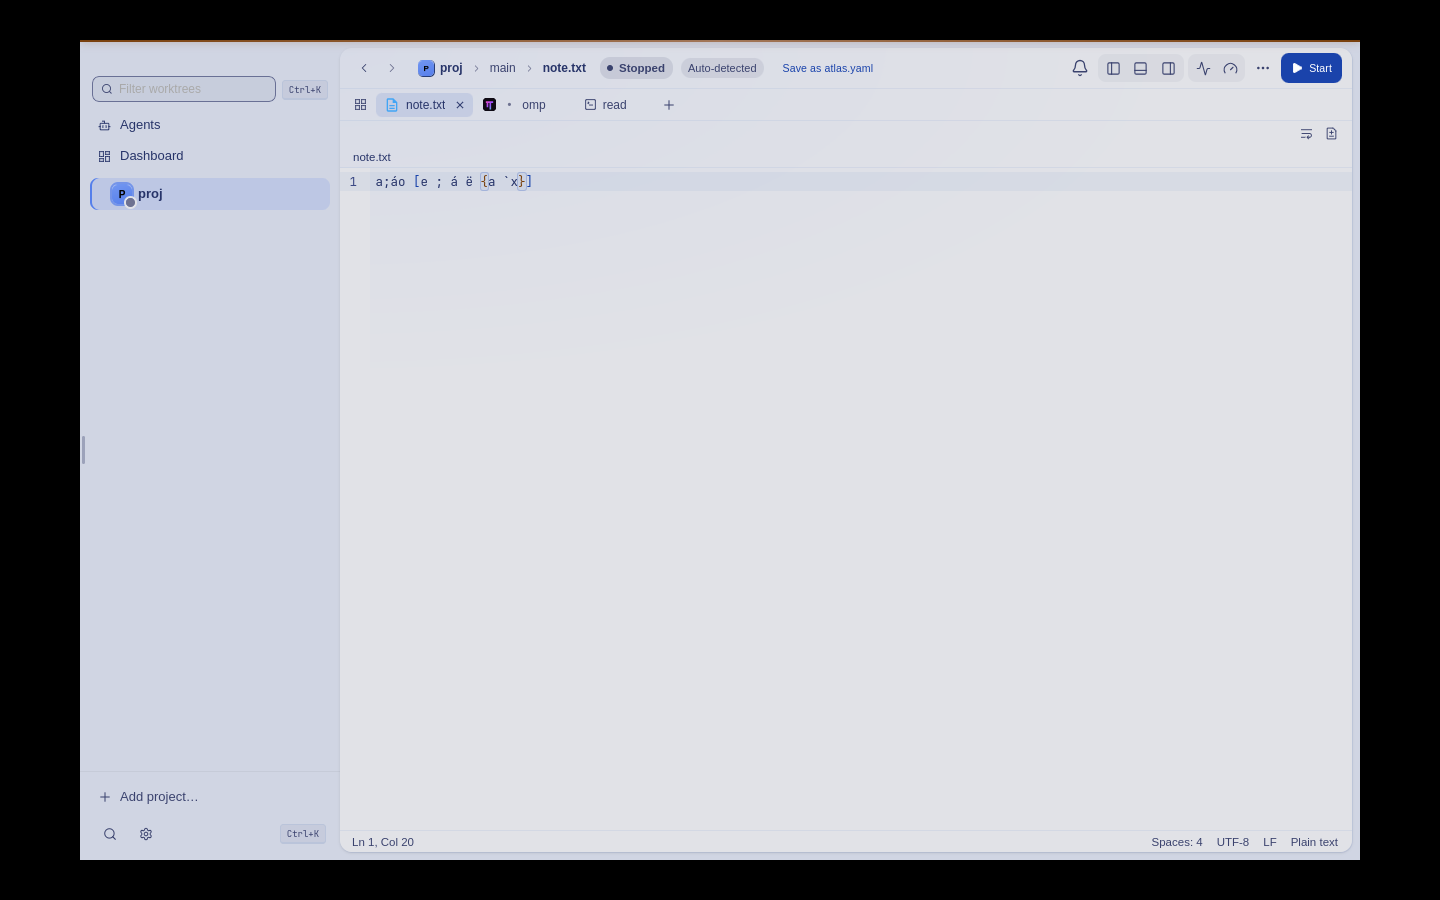 Filter worktrees
Ctrl+K
Agents
Dashboard
P proj
Add project…
Ctrl+K
P proj › main › note.txt Stopped Auto-detected Save as atlas.yaml
Start
note.txt • omp read
note.txt
1 a;áo [e ; á ë {a `x}]
Ln 1, Col 20
Spaces: 4 UTF-8 LF Plain text